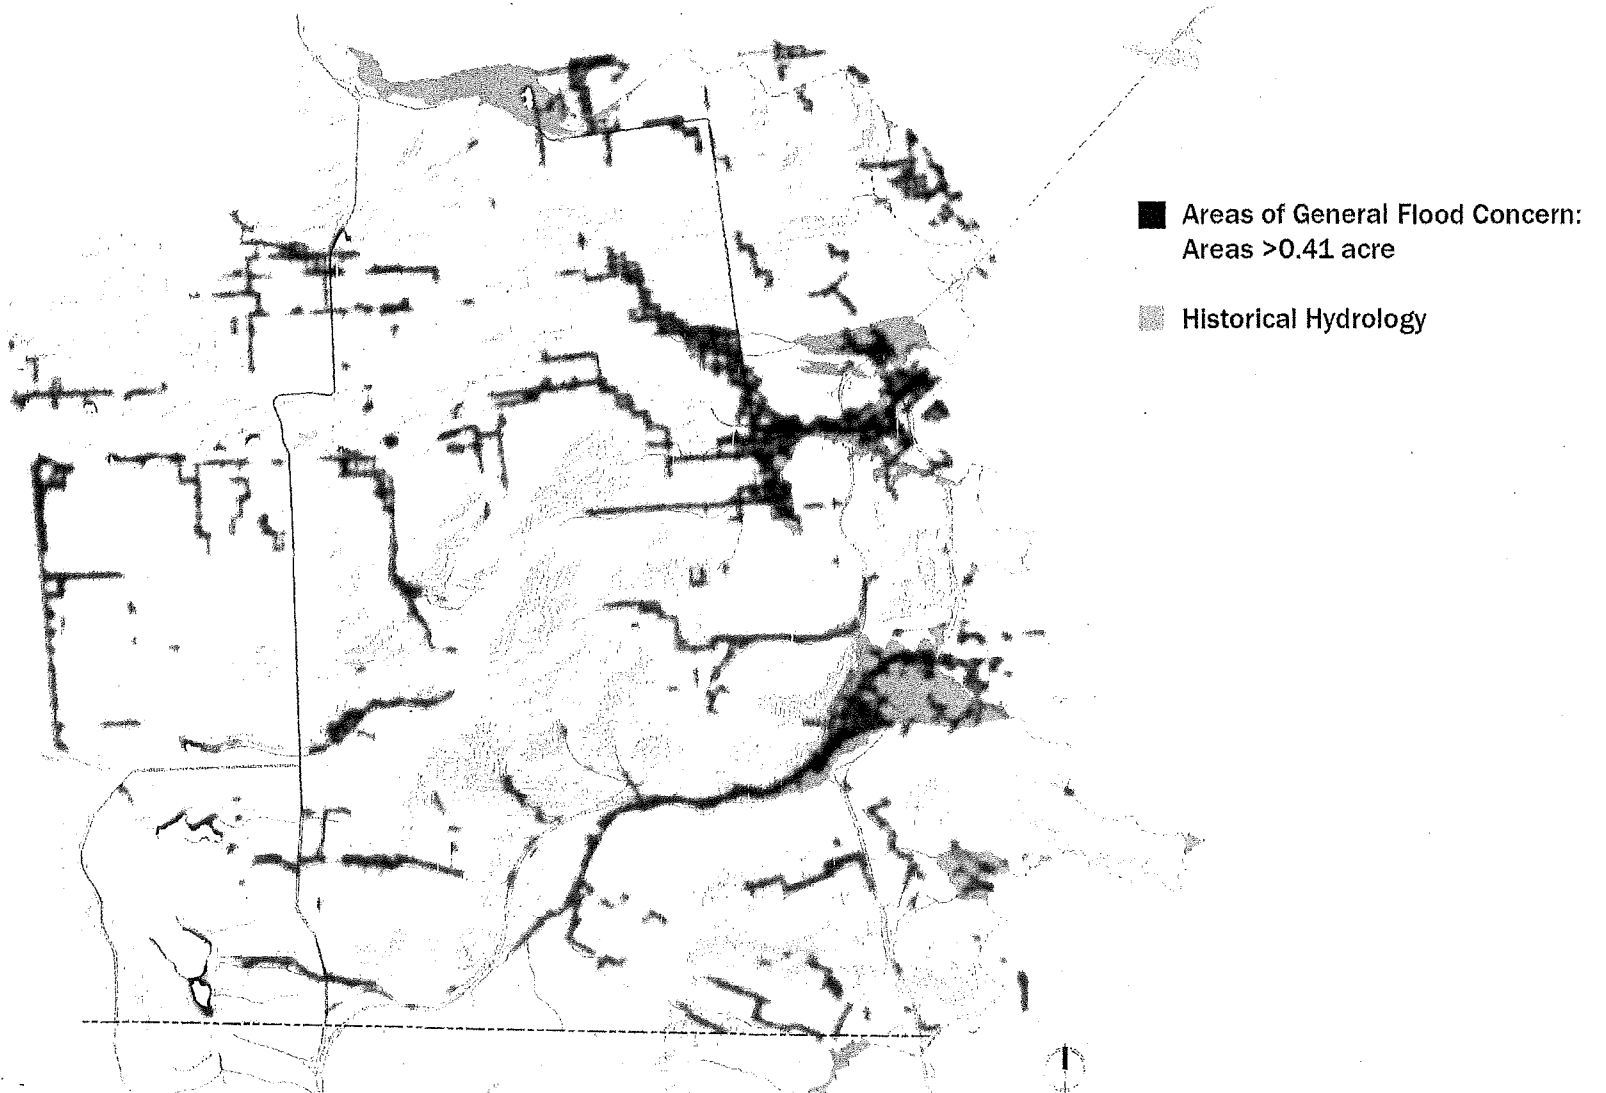 Areas of General Flood Concern:
Areas >0.41 acre
Historical Hydrology